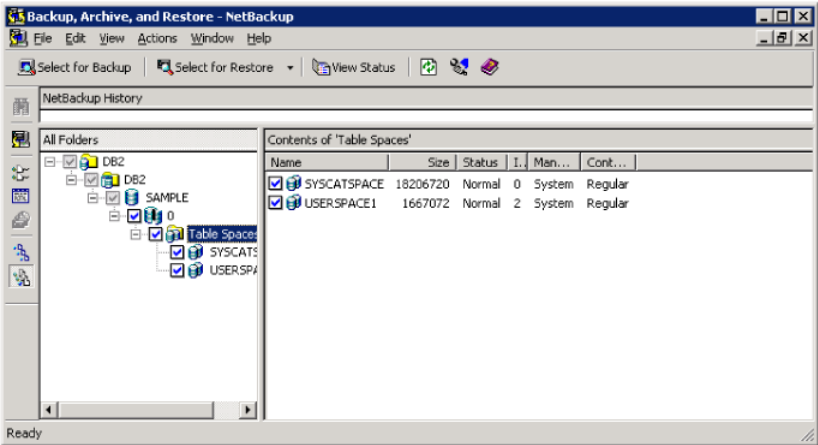 Backup, Archive, and Restore - NetBackup
File Edit View Actions Window Help
Select for Backup Select for Restore View Status
NetBackup History
All Folders
DB2
DB2
SAMPLE
0
Table Spaces
SYSCATS
USERSPA
Contents of 'Table Spaces'
Name Size Status I.. Man... Cont...
SYSCATSPACE 18206720 Normal 0 System Regular
USERSPACE1 1667072 Normal 2 System Regular
Ready